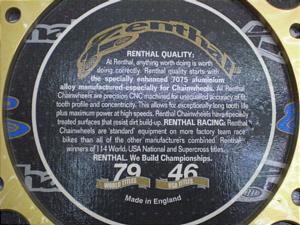 Renthal
RENTHAL QUALITY:
At Renthal, anything worth doing is worth
doing correctly. Renthal quality starts with
the specially enhanced 7075 aluminium
alloy manufactured especially for Chainwheels. All Renthal
Chainwheels are precision CNC machined for unequalled accuracy of fit
tooth profile and concentricity. This allows for exceptionally long tooth life
plus maximum power at high speeds. Renthal Chainwheels have specially
treated surfaces that resist dirt build-up. RENTHAL RACING: Renthal
Chainwheels are 'standard' equipment on more factory team race
bikes than all of the other manufacturers combined. Renthal,
winners of 114 World, USA National and Supercross titles.
RENTHAL. We Build Championships.
79 46
WORLD TITLES USA TITLES
Made in England